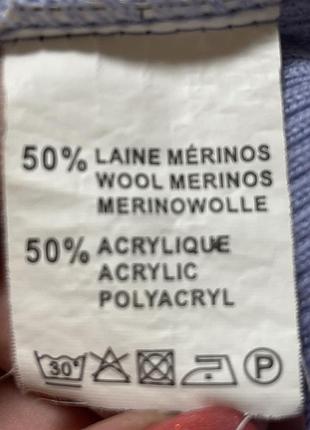 50% LAINE MÉRINOS
WOOL MERINOS
MERINOWOLLE
50% ACRYLIQUE
ACRYLIC
POLYACRYL
30° P